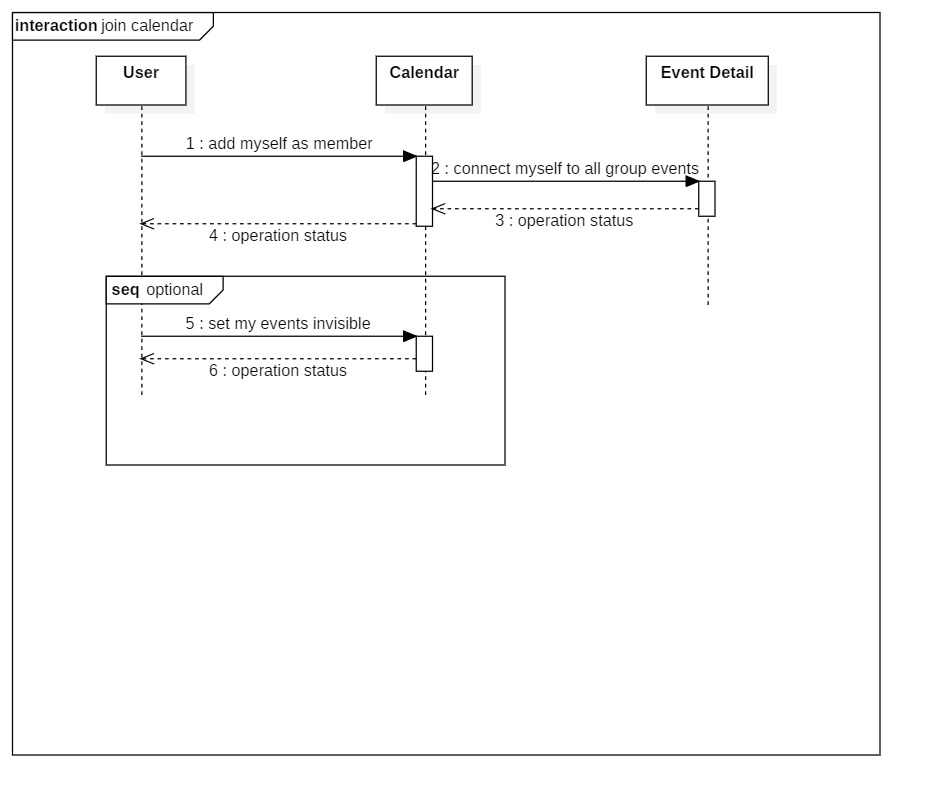 interaction join calendar
User
Calendar
Event Detail
1 : add myself as member
2 : connect myself to all group events
3 : operation status
4 : operation status
seq optional
5 : set my events invisible
6 : operation status